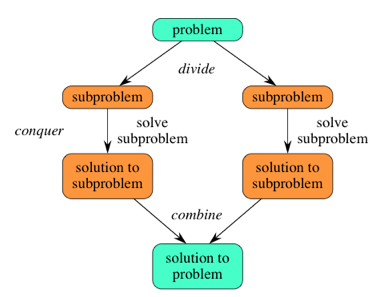 problem
divide
subproblem
subproblem
conquer
solve
subproblem
solve
subproblem
solution to
subproblem
solution to
subproblem
combine
solution to
problem